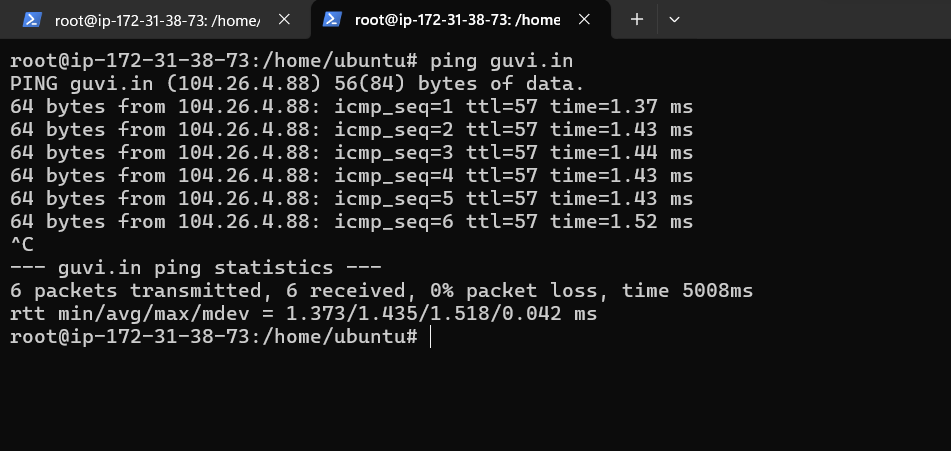 root@ip-172-31-38-73: /home/
root@ip-172-31-38-73: /home
root@ip-172-31-38-73:/home/ubuntu# ping guvi.in
PING guvi.in (104.26.4.88) 56(84) bytes of data.
64 bytes from 104.26.4.88: icmp_seq=1 ttl=57 time=1.37 ms
64 bytes from 104.26.4.88: icmp_seq=2 ttl=57 time=1.43 ms
64 bytes from 104.26.4.88: icmp_seq=3 ttl=57 time=1.44 ms
64 bytes from 104.26.4.88: icmp_seq=4 ttl=57 time=1.43 ms
64 bytes from 104.26.4.88: icmp_seq=5 ttl=57 time=1.43 ms
64 bytes from 104.26.4.88: icmp_seq=6 ttl=57 time=1.52 ms
^C
--- guvi.in ping statistics ---
6 packets transmitted, 6 received, 0% packet loss, time 5008ms
rtt min/avg/max/mdev = 1.373/1.435/1.518/0.042 ms
root@ip-172-31-38-73:/home/ubuntu#